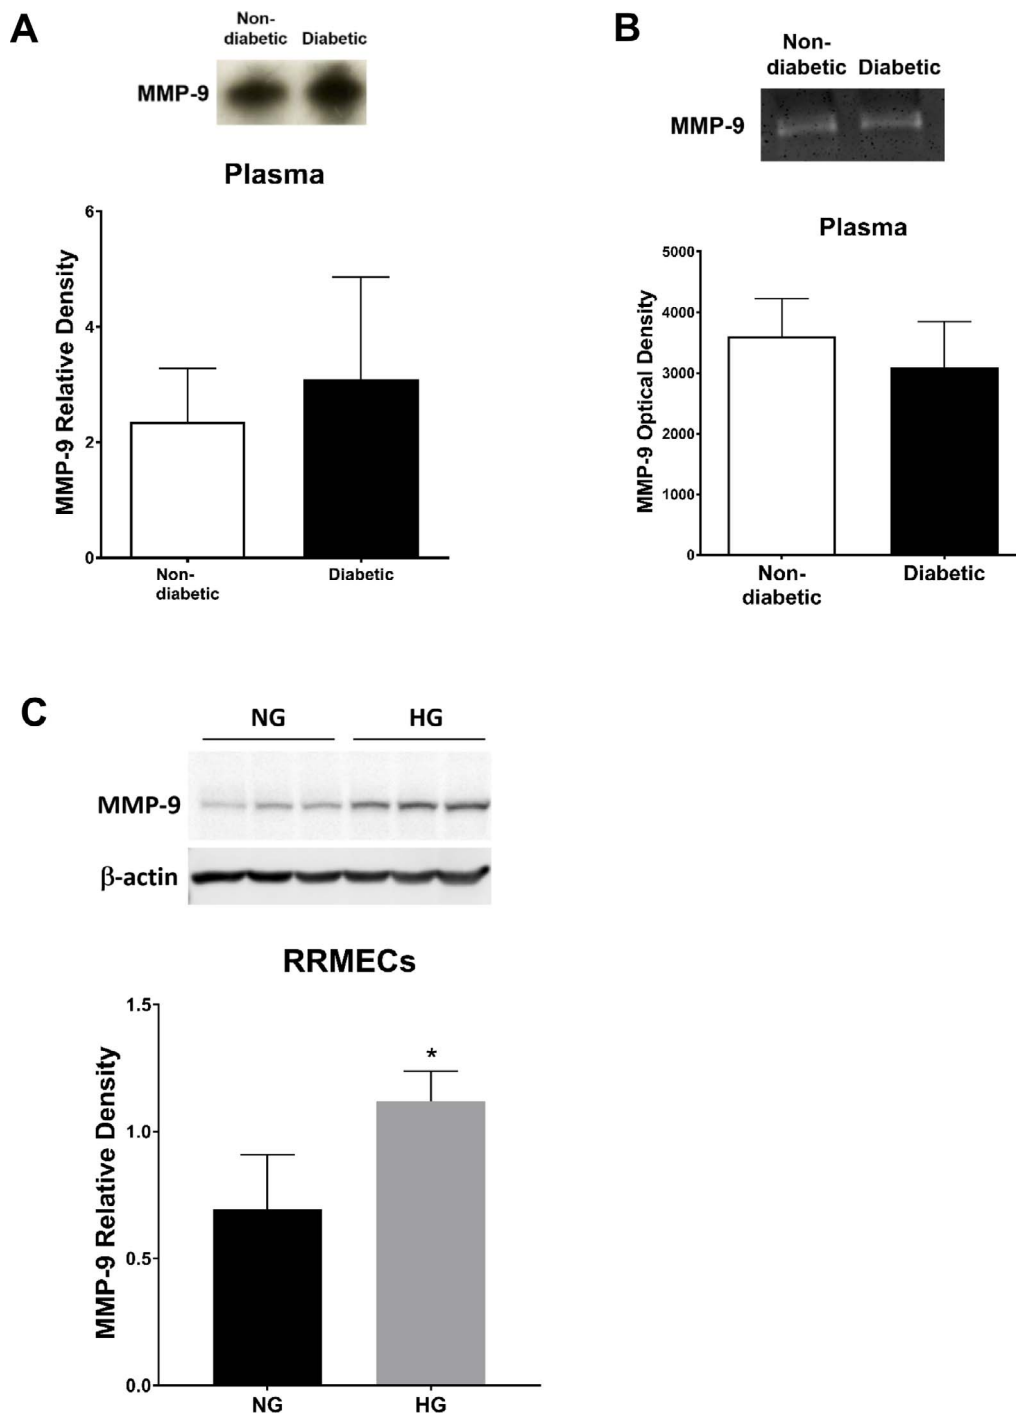 A
Non-
diabetic Diabetic
MMP-9
Plasma
MMP-9 Relative Density
6
4
2
0
Non-
diabetic
Diabetic
B
Non-
diabetic Diabetic
MMP-9
Plasma
MMP-9 Optical Density
5000
4000
3000
2000
1000
0
Non-
diabetic
Diabetic
C
NG HG
MMP-9
β-actin
RRMECs
MMP-9 Relative Density
1.5
1.0
0.5
0.0
*
NG HG